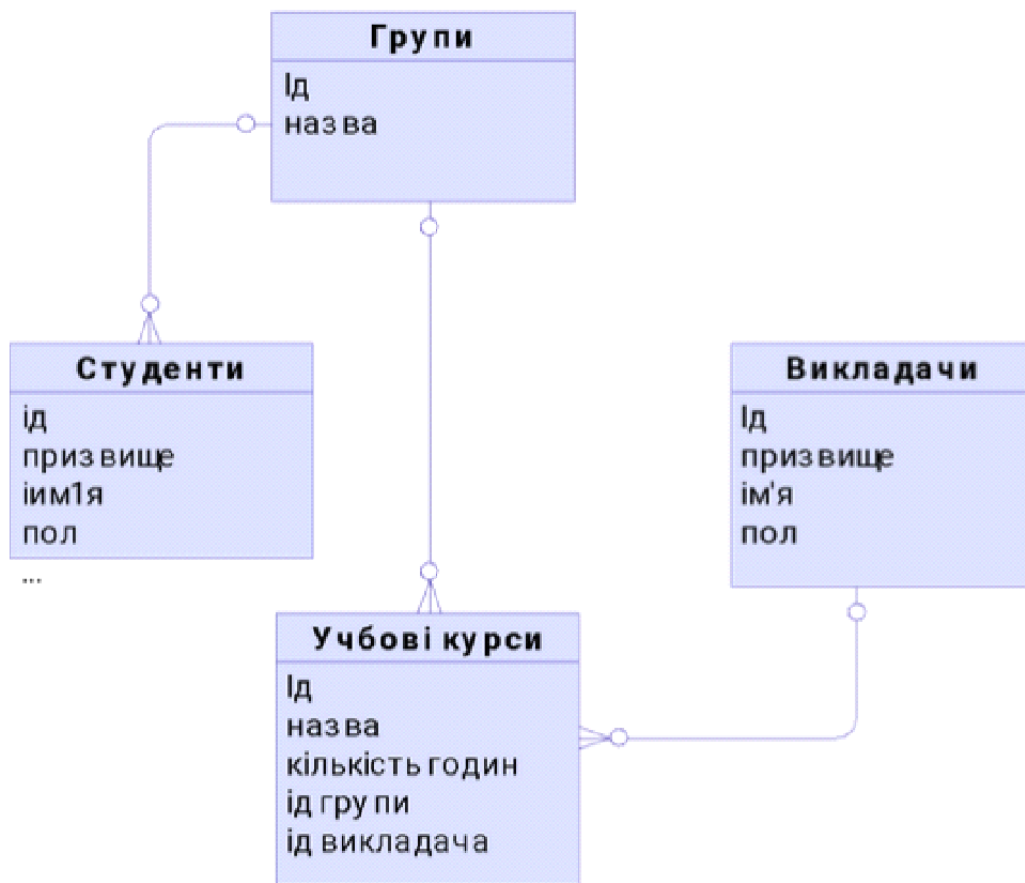 Групи
Ід
назва
Студенти
ід
призвище
іим1я
пол
...
Викладачи
Ід
призвище
ім'я
пол
Учбові курси
Ід
назва
кількість годин
ід групи
ід викладача